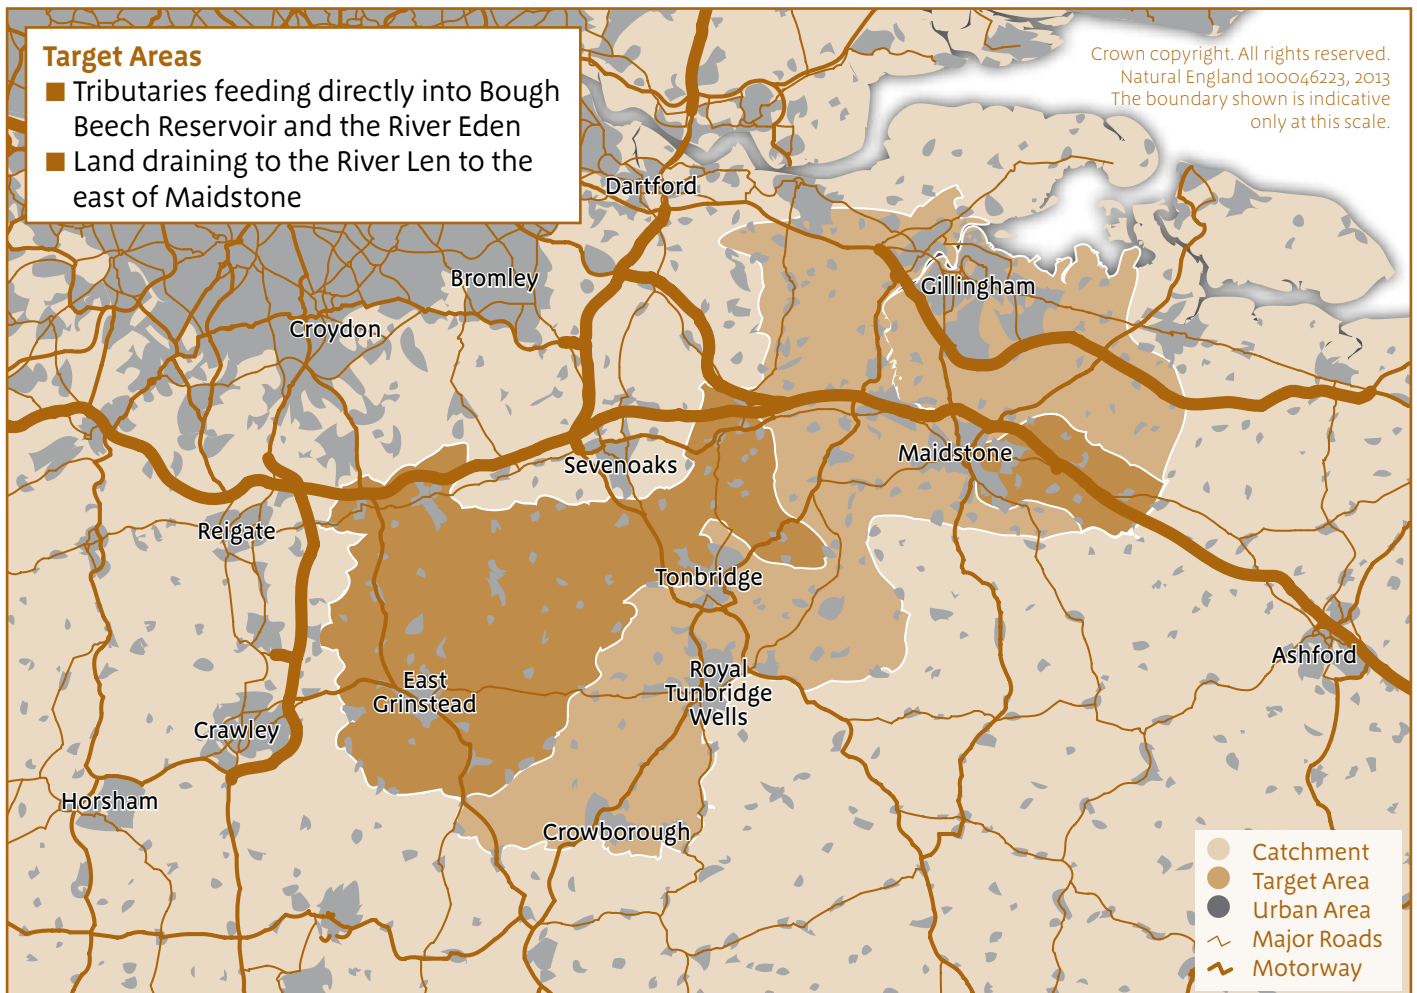 Target Areas
Tributaries feeding directly into Bough
Beech Reservoir and the River Eden
Land draining to the River Len to the
east of Maidstone
Crown copyright. All rights reserved.
Natural England 100046223, 2013
The boundary shown is indicative
only at this scale.
Dartford
Bromley
Gillingham
Croydon
Maidstone
Sevenoaks
Reigate
Tonbridge
Ashford
East
Grinstead
Royal
Tunbridge
Wells
Crawley
Horsham
Crowborough
Catchment
Target Area
Urban Area
Major Roads
Motorway